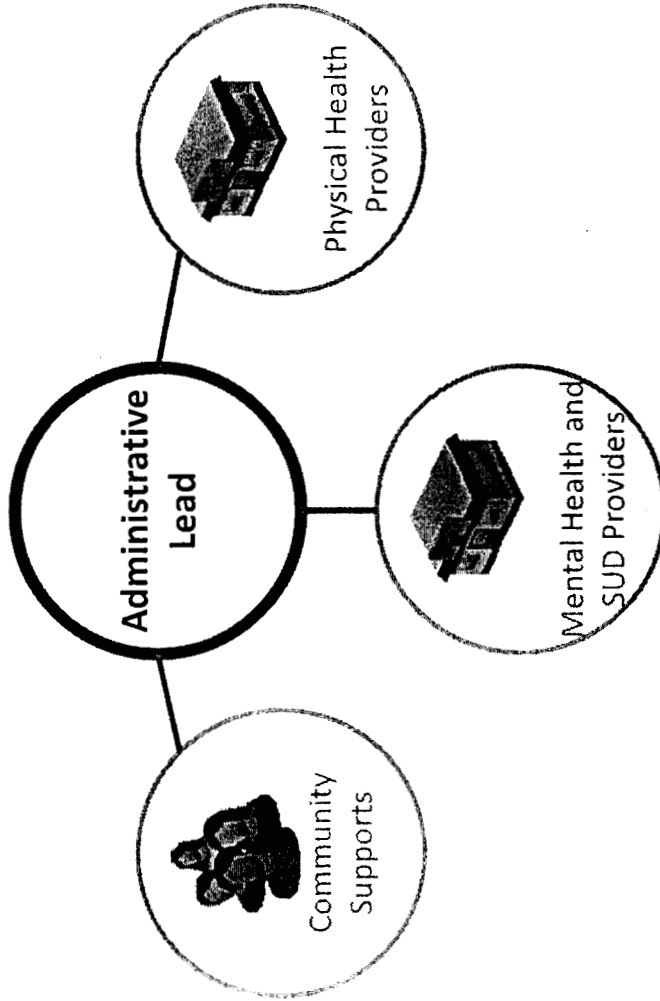 Administrative
Lead
Community
Supports
Mental Health and
SUD Providers
Physical Health
Providers